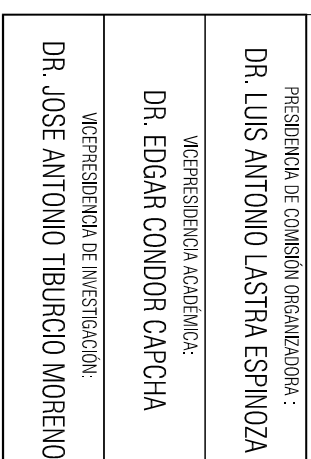 PRESIDENCIA DE COMISIÓN ORGANIZADORA :
DR. LUIS ANTONIO LASTRA ESPINOZA
VICEPRESIDENCIA ACADÉMICA:
DR. EDGAR CONDOR CAPCHA
VICEPRESIDENCIA DE INVESTIGACIÓN:
DR. JOSE ANTONIO TIBURCIO MORENO